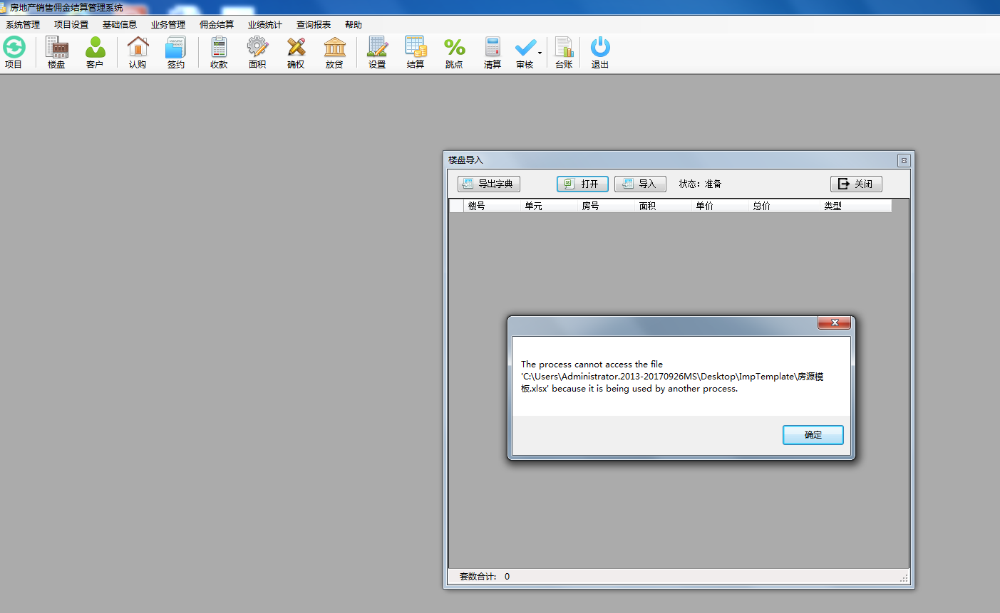 房地产销售佣金结算管理系统
系统管理 项目设置 基础信息 业务管理 佣金结算 业绩统计 查询报表 帮助
项目 楼盘 客户 认购 签约 收款 面积 确权 放贷 设置 结算 跳点 清算 审核 台账 退出
楼盘导入
导出字典 打开 导入 状态：准备 关闭
楼号 单元 房号 面积 单价 总价 类型
The process cannot access the file
'C:\Users\Administrator.2013-20170926MS\Desktop\ImpTemplate\房源模
板.xlsx' because it is being used by another process.
确定
套数合计： 0